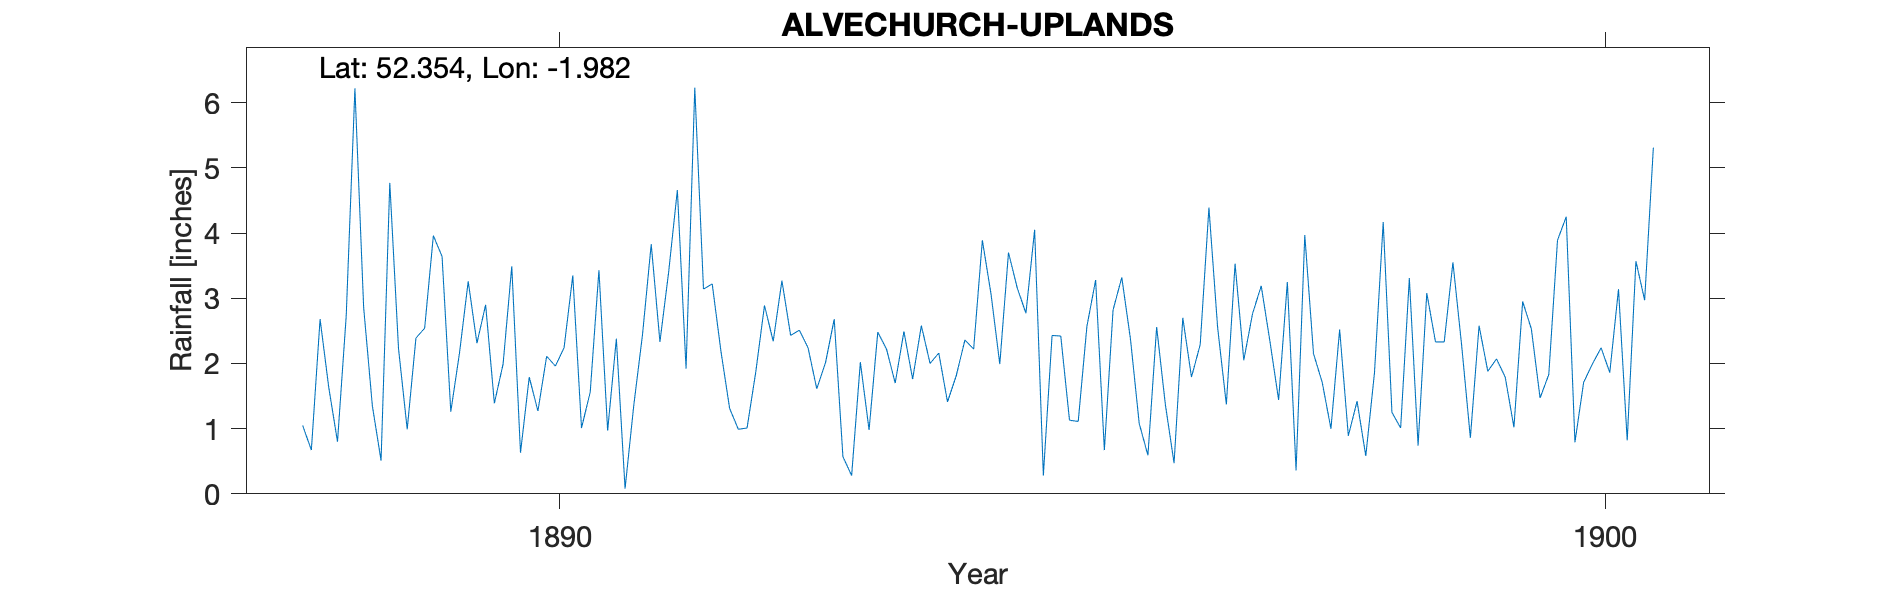 ALVECHURCH-UPLANDS
Lat: 52.354, Lon: -1.982
Rainfall [inches]
6
5
4
3
2
1
0
1890
1900
Year